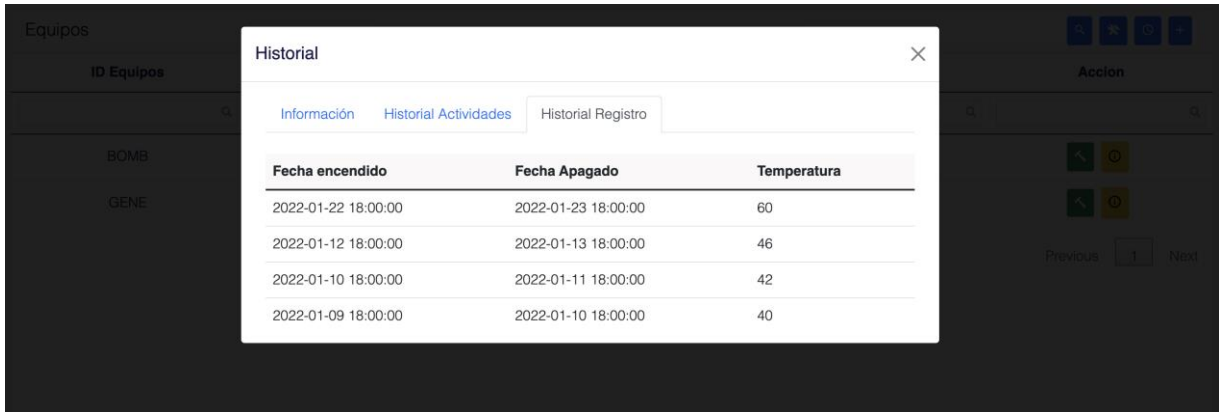 Equipos
Historial
ID Equipos
Accion
Información Historial Actividades Historial Registro
BOMB
GENE
Fecha encendido Fecha Apagado Temperatura
2022-01-22 18:00:00 2022-01-23 18:00:00 60
2022-01-12 18:00:00 2022-01-13 18:00:00 46
2022-01-10 18:00:00 2022-01-11 18:00:00 42
2022-01-09 18:00:00 2022-01-10 18:00:00 40
Previous 1 Next